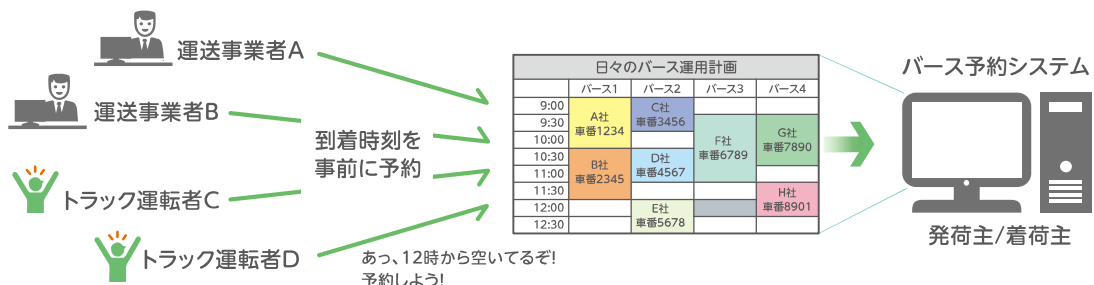 運送事業者A
運送事業者B
トラック運転者C
トラック運転者D
到着時刻を
事前に予約
あっ、12時から空いてるぞ!
予約しよう!
日々のバース運用計画
バース1 バース2 バース3 バース4
9:00
9:30
10:00
10:30
11:00
11:30
12:00
12:30
A社
車番1234
B社
車番2345
C社
車番3456
D社
車番4567
E社
車番5678
F社
車番6789
G社
車番7890
H社
車番8901
バース予約システム
発荷主/着荷主